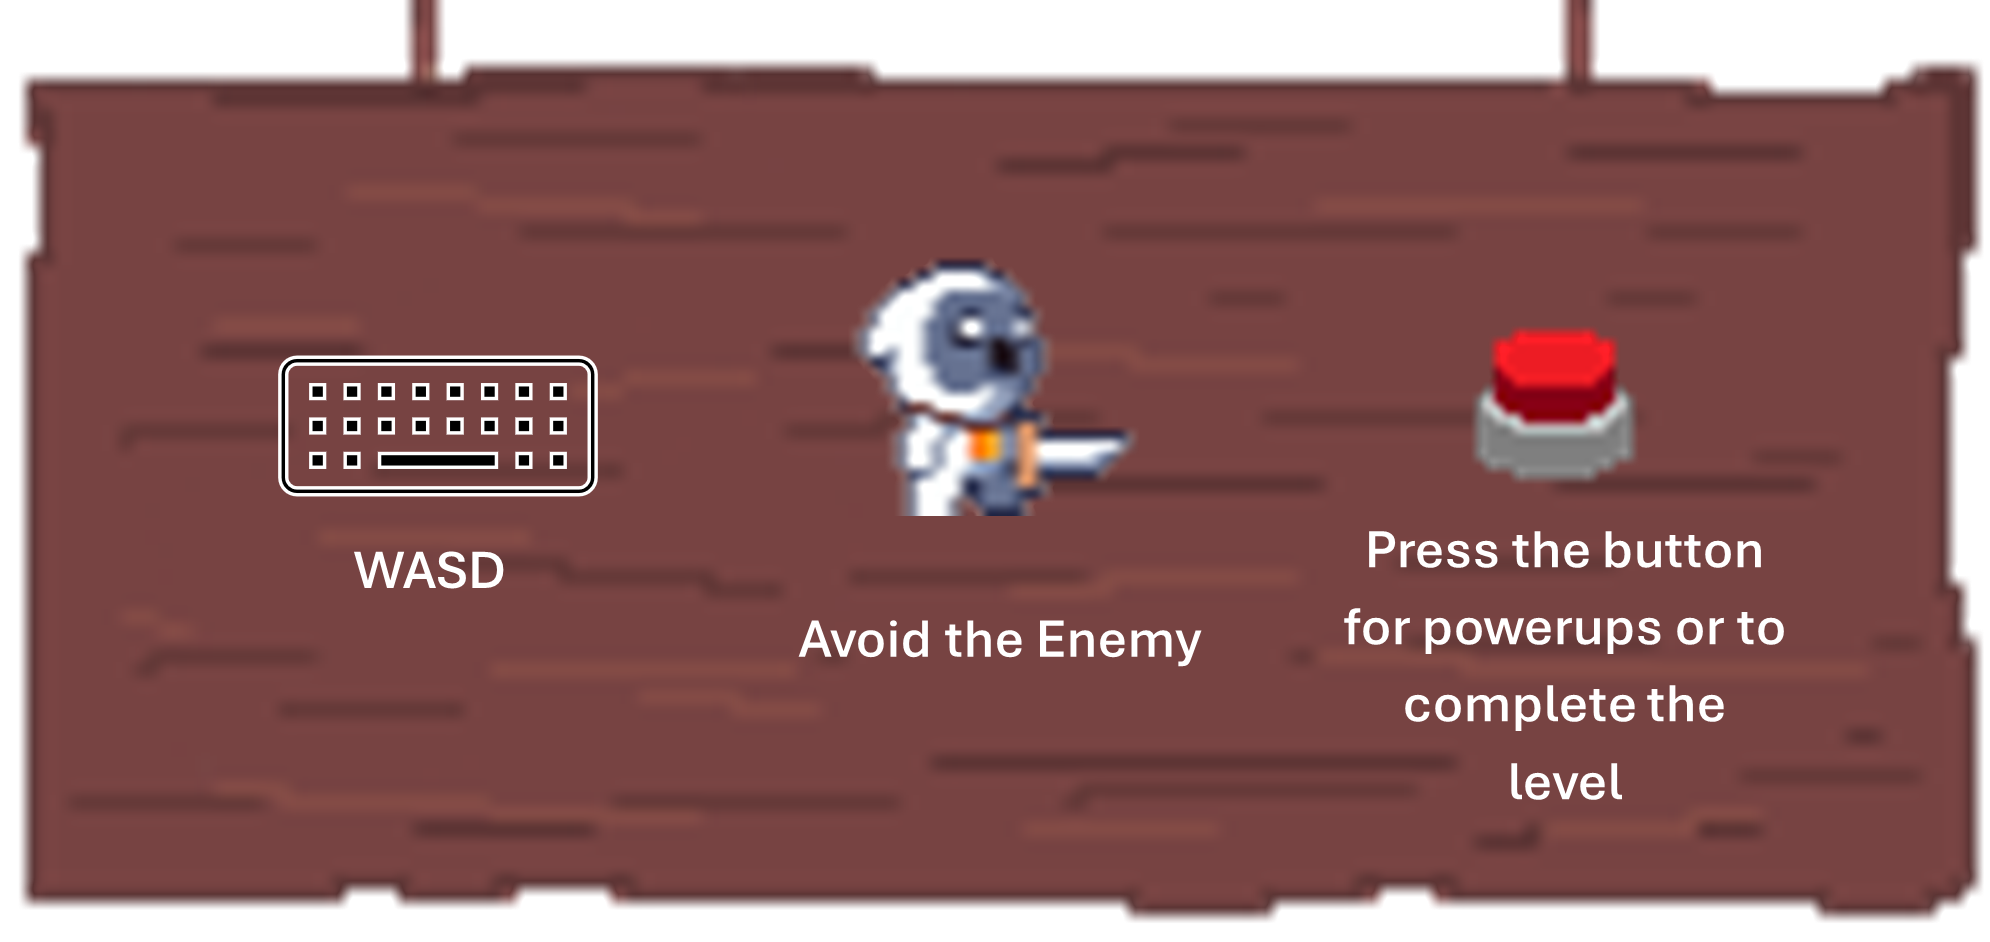 WASD
Avoid the Enemy
Press the button
for powerups or to
complete the
level